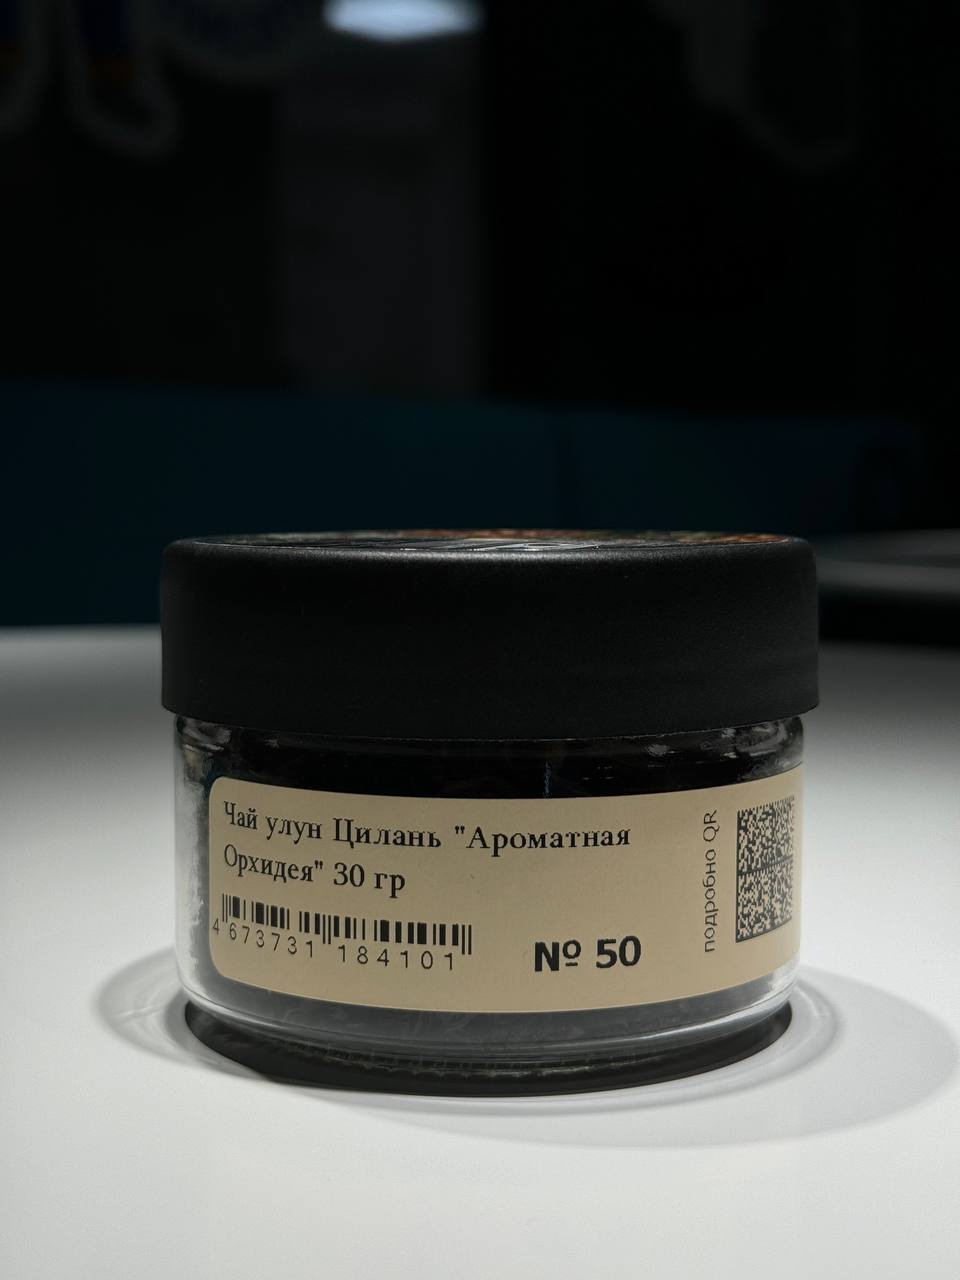 Чай улун Цилань "Ароматная
Орхидея" 30 гр
4 673731 184101
№ 50
подробно QR